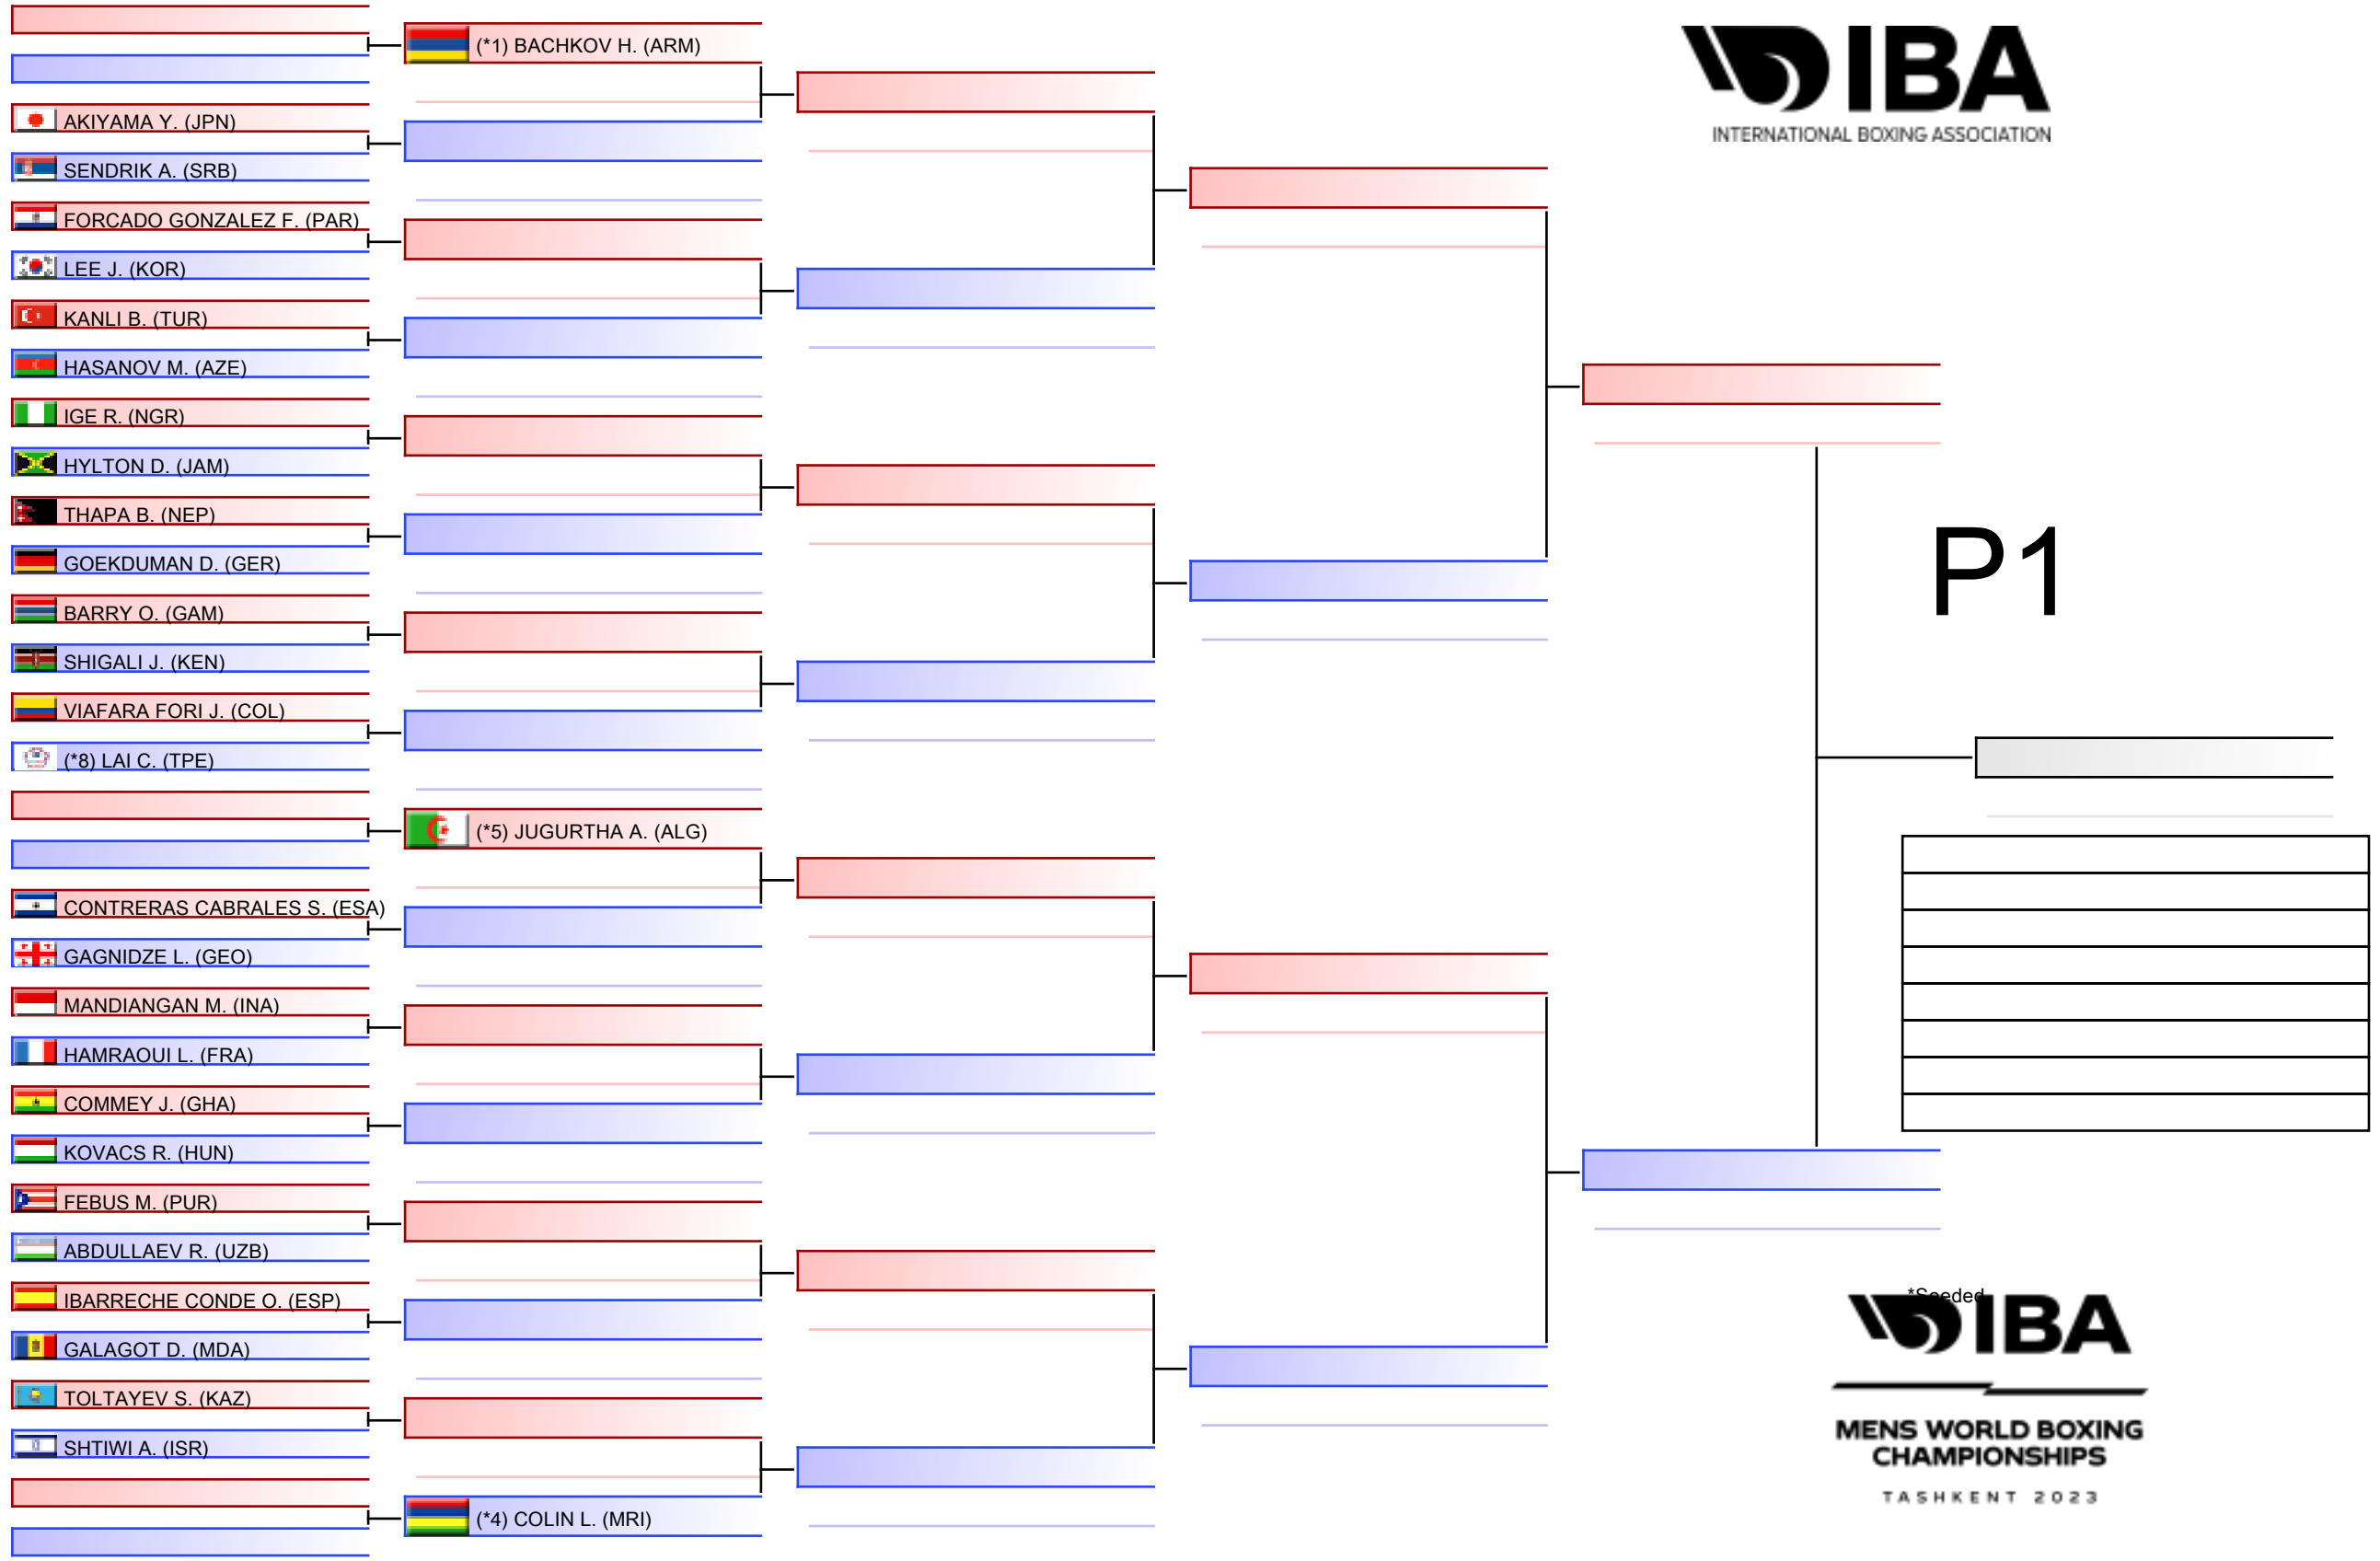 (*1) BACHKOV H. (ARM)
AKIYAMA Y. (JPN)
SENDRIK A. (SRB)
FORCADO GONZALEZ F. (PAR)
LEE J. (KOR)
KANLI B. (TUR)
HASANOV M. (AZE)
IGE R. (NGR)
HYLTON D. (JAM)
THAPA B. (NEP)
GOEKDUMAN D. (GER)
BARRY O. (GAM)
SHIGALI J. (KEN)
VIAFARA FORI J. (COL)
(*8) LAI C. (TPE)
(*5) JUGURTHA A. (ALG)
CONTRERAS CABRALES S. (ESA)
GAGNIDZE L. (GEO)
MANDIANGAN M. (INA)
HAMRAOUI L. (FRA)
COMMEY J. (GHA)
KOVACS R. (HUN)
FEBUS M. (PUR)
ABDULLAEV R. (UZB)
IBARRECHE CONDE O. (ESP)
GALAGOT D. (MDA)
TOLTAYEV S. (KAZ)
SHTIWI A. (ISR)
(*4) COLIN L. (MRI)
IBA
INTERNATIONAL BOXING ASSOCIATION
P1
*Seeded
IBA
MENS WORLD BOXING
CHAMPIONSHIPS
TASHKENT 2023